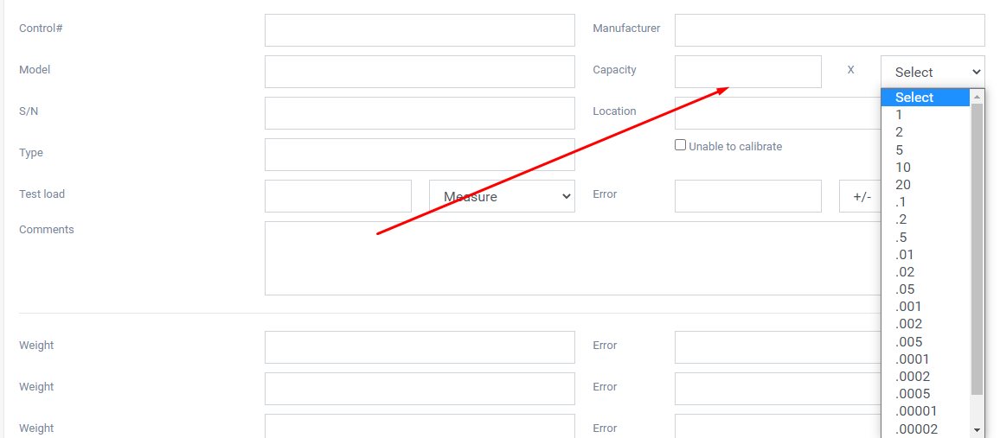 Control#
Manufacturer
Model
Capacity
X
Select
Select
1
2
5
10
20
.1
.2
.5
.01
.02
.05
.001
.002
.005
.0001
.0002
.0005
.00001
.00002
S/N
Location
Type
Unable to calibrate
Test load
Measure
Error
+/-
Comments
Weight
Error
Weight
Error
Weight
Error